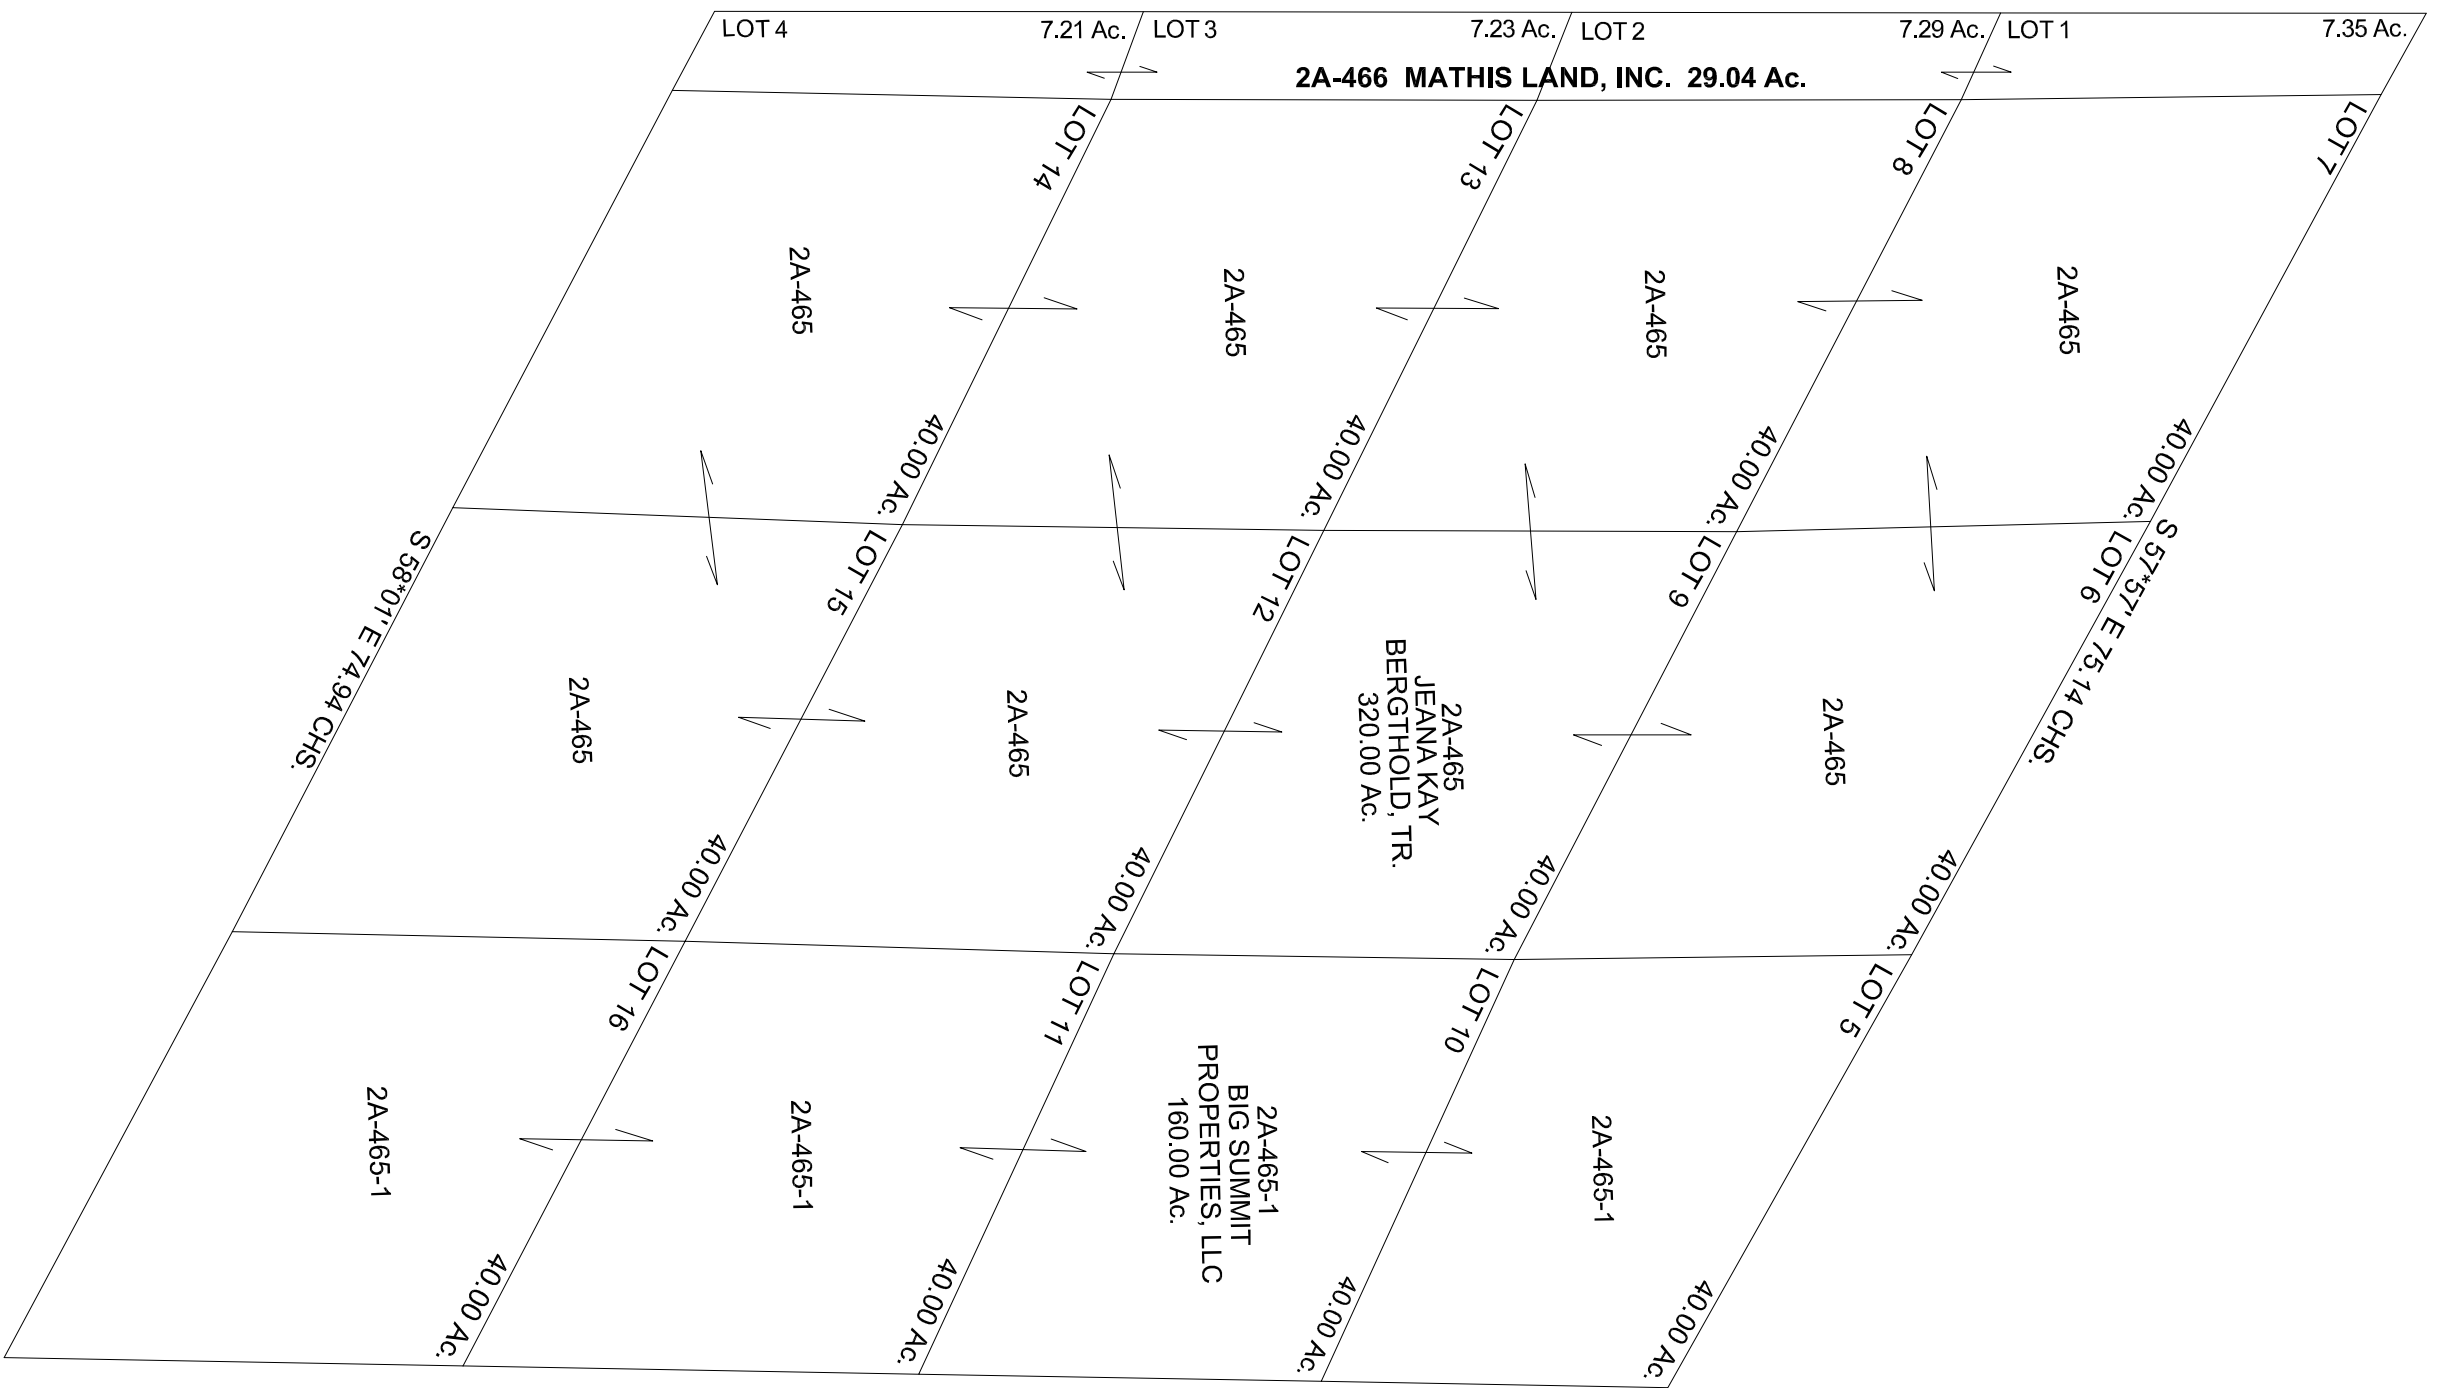 LOT 4
7.21 Ac.
LOT 3
7.23 Ac.
LOT 2
7.29 Ac.
LOT 1
7.35 Ac.
2A-466 MATHIS LAND, INC. 29.04 Ac.
LOT 14
LOT 13
LOT 8
LOT 7
2A-465
2A-465
2A-465
2A-465
40.00 Ac.
40.00 Ac.
40.00 Ac.
40.00 Ac.
S 58*01' E 74.94 CHS.
LOT 15
LOT 12
LOT 9
LOT 6
S 57*57' E 75.14 CHS.
2A-465
2A-465
2A-465
JEANA KAY
BERGTHOLD, TR.
320.00 Ac.
2A-465
40.00 Ac.
40.00 Ac.
40.00 Ac.
40.00 Ac.
LOT 16
LOT 11
LOT 10
LOT 5
2A-465-1
2A-465-1
2A-465-1
BIG SUMMIT
PROPERTIES, LLC
160.00 Ac.
2A-465-1
40.00 Ac.
40.00 Ac.
40.00 Ac.
40.00 Ac.